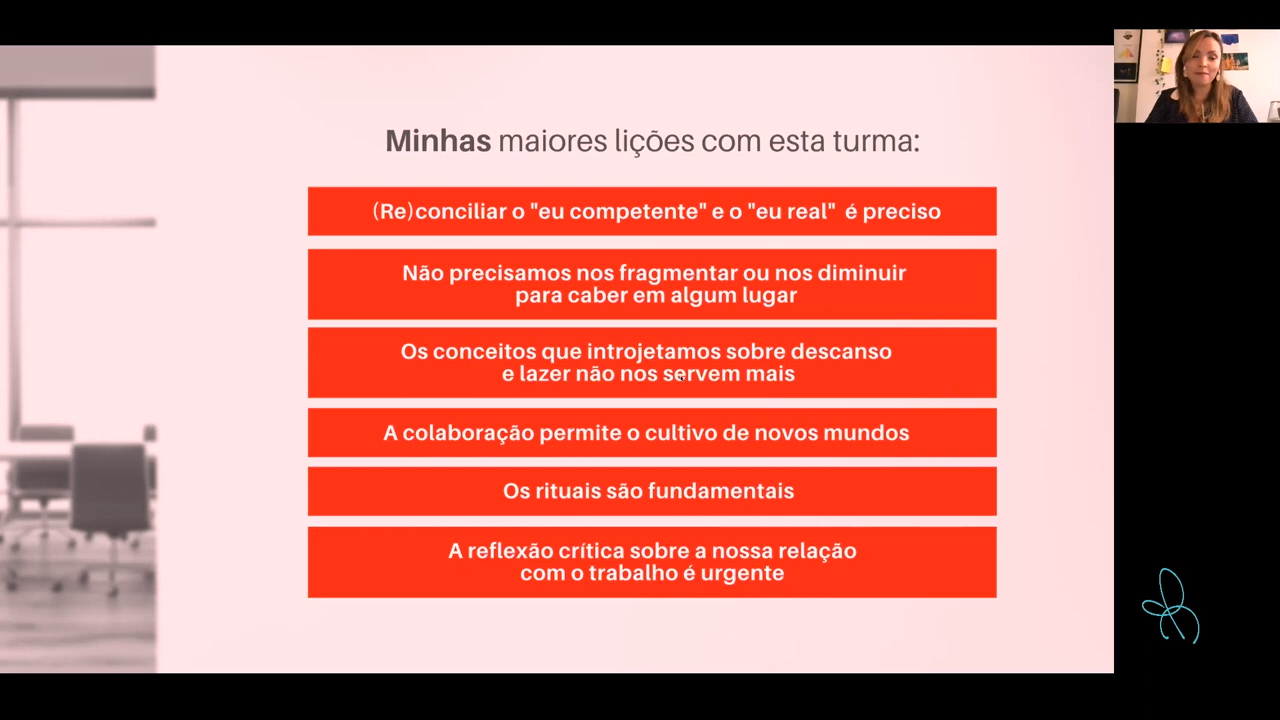 Minhas maiores lições com esta turma:
(Re)conciliar o "eu competente" e o "eu real" é preciso
Não precisamos nos fragmentar ou nos diminuir
para caber em algum lugar
Os conceitos que introjetamos sobre descanso
e lazer não nos servem mais
A colaboração permite o cultivo de novos mundos
Os rituais são fundamentais
A reflexão crítica sobre a nossa relação
com o trabalho é urgente